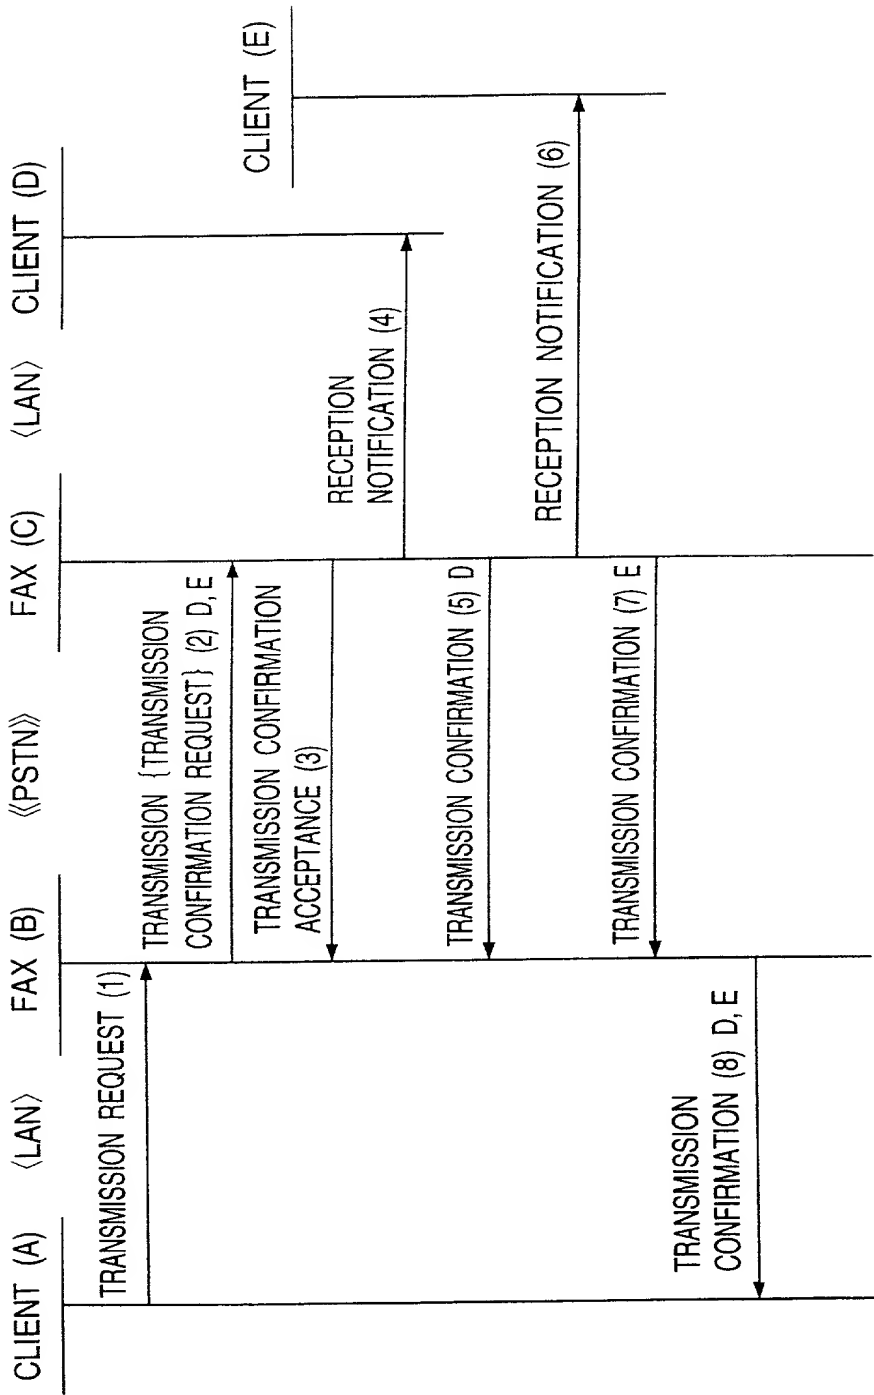 CLIENT (A)
〈LAN〉
FAX (B)
《PSTN》
FAX (C)
〈LAN〉
CLIENT (D)
CLIENT (E)
TRANSMISSION REQUEST (1)
TRANSMISSION {TRANSMISSION
CONFIRMATION REQUEST} (2) D, E
TRANSMISSION CONFIRMATION
ACCEPTANCE (3)
RECEPTION
NOTIFICATION (4)
TRANSMISSION CONFIRMATION (5) D
RECEPTION NOTIFICATION (6)
TRANSMISSION CONFIRMATION (7) E
TRANSMISSION
CONFIRMATION (8) D, E